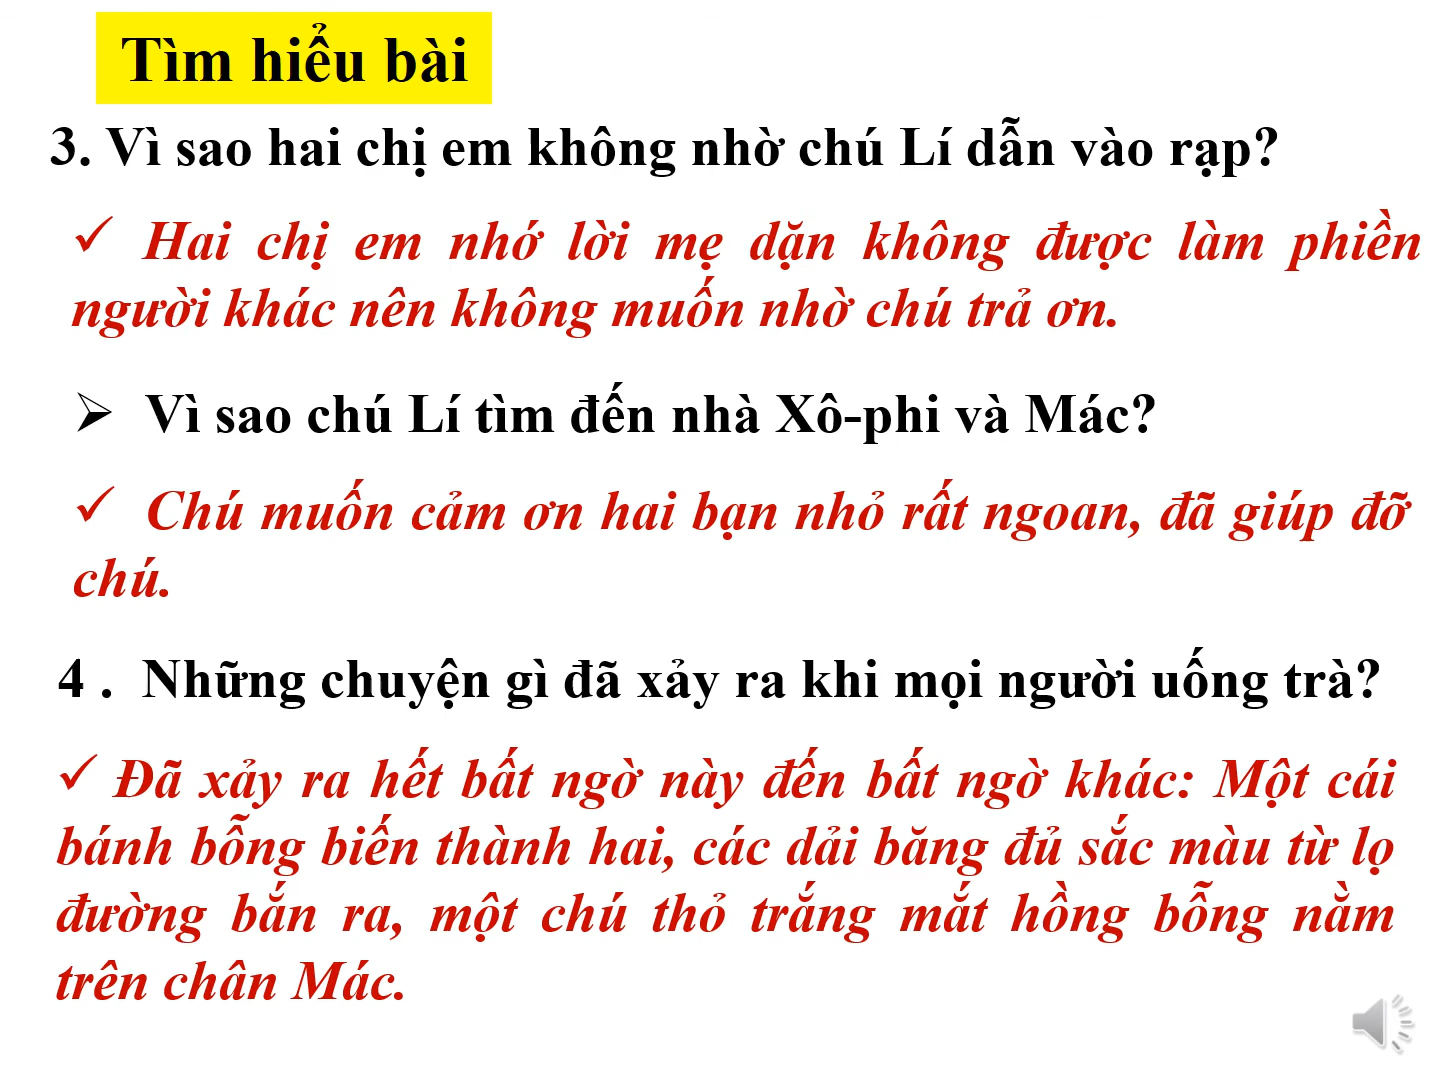 Tìm hiểu bài
3. Vì sao hai chị em không nhờ chú Lí dẫn vào rạp?
✓ Hai chị em nhớ lời mẹ dặn không được làm phiền
người khác nên không muốn nhờ chú trả ơn.
➢ Vì sao chú Lí tìm đến nhà Xô-phi và Mác?
✓ Chú muốn cảm ơn hai bạn nhỏ rất ngoan, đã giúp đỡ
chú.
4 . Những chuyện gì đã xảy ra khi mọi người uống trà?
✓ Đã xảy ra hết bất ngờ này đến bất ngờ khác: Một cái
bánh bỗng biến thành hai, các dải băng đủ sắc màu từ lọ
đường bắn ra, một chú thỏ trắng mắt hồng bỗng nằm
trên chân Mác.